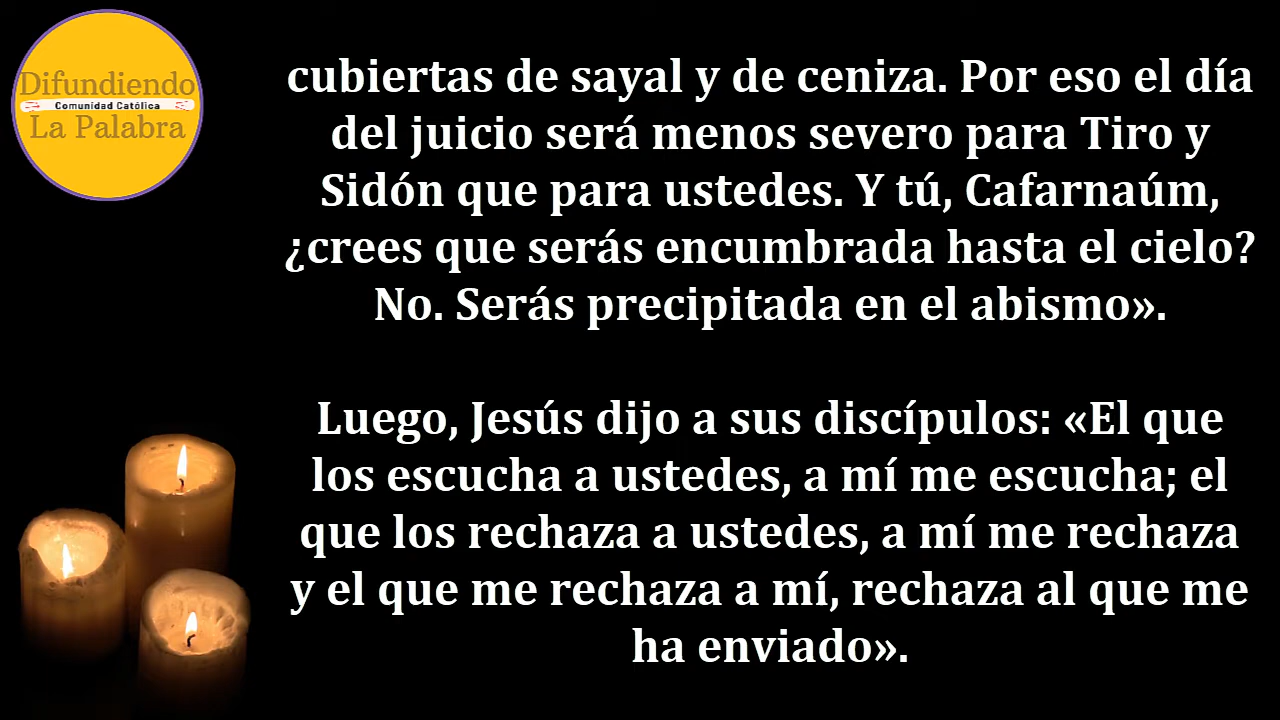 Difundiendo
Comunidad Católica
La Palabra
cubiertas de sayal y de ceniza. Por eso el día
del juicio será menos severo para Tiro y
Sidón que para ustedes. Y tú, Cafarnaúm,
¿crees que serás encumbrada hasta el cielo?
No. Serás precipitada en el abismo».
Luego, Jesús dijo a sus discípulos: «El que
los escucha a ustedes, a mí me escucha; el
que los rechaza a ustedes, a mí me rechaza
y el que me rechaza a mí, rechaza al que me
ha enviado».